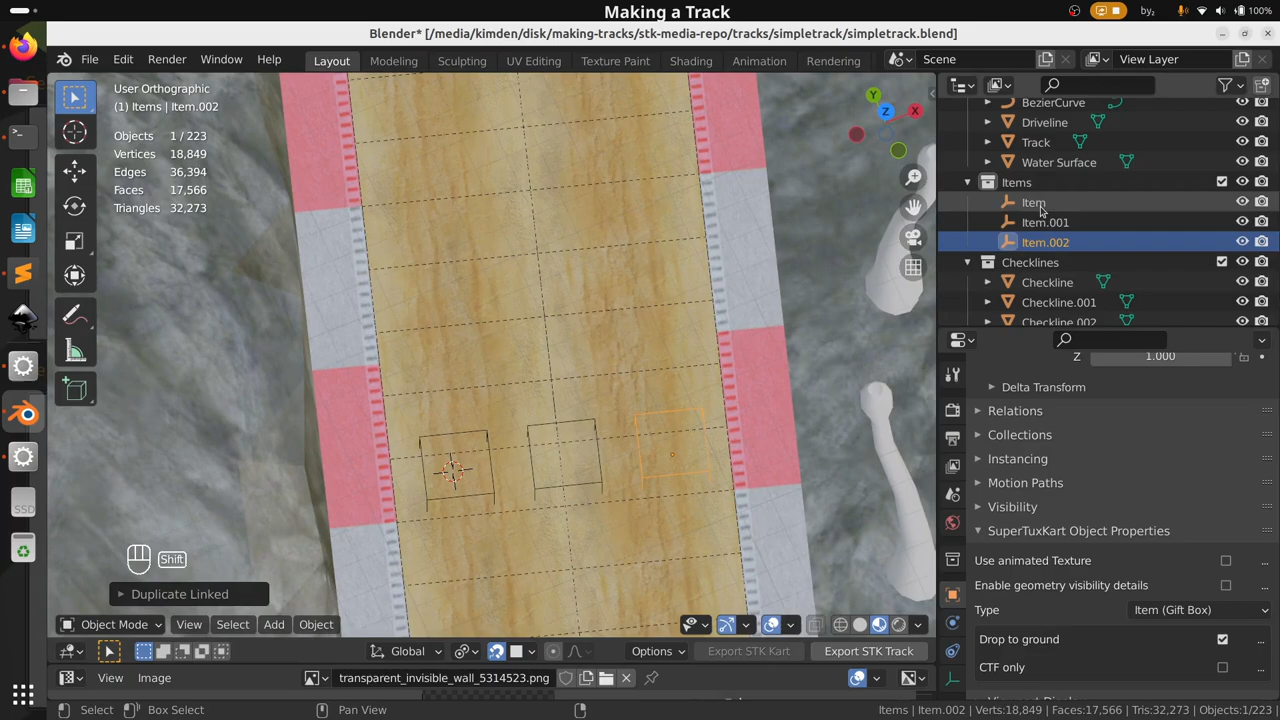 Making a Track
by₂
100%
Blender* [/media/kimden/disk/making-tracks/stk-media-repo/tracks/simpletrack/simpletrack.blend]
File Edit Render Window Help
Layout Modeling Sculpting UV Editing Texture Paint Shading Animation Rendering
Scene
View Layer
User Orthographic
(1) Items | Item.002
Objects 1 / 223
Vertices 18,849
Edges 36,394
Faces 17,566
Triangles 32,273
Y
X
Z
BezierCurve
Driveline
Track
Water Surface
Items
Item
Item.001
Item.002
Checklines
Checkline
Checkline.001
Checkline.002
Z 1.000
Delta Transform
Relations
Collections
Instancing
Motion Paths
Visibility
SuperTuxKart Object Properties
Use animated Texture
Enable geometry visibility details
Type Item (Gift Box)
Drop to ground
CTF only
Shift
Duplicate Linked
Object Mode View Select Add Object
Global
Options
Export STK Kart
Export STK Track
View Image
transparent_invisible_wall_5314523.png
SSD
Select
Box Select
Pan View
Items | Item.002 | Verts:18,849 | Faces:17,566 | Tris:32,273 | Objects:1/223